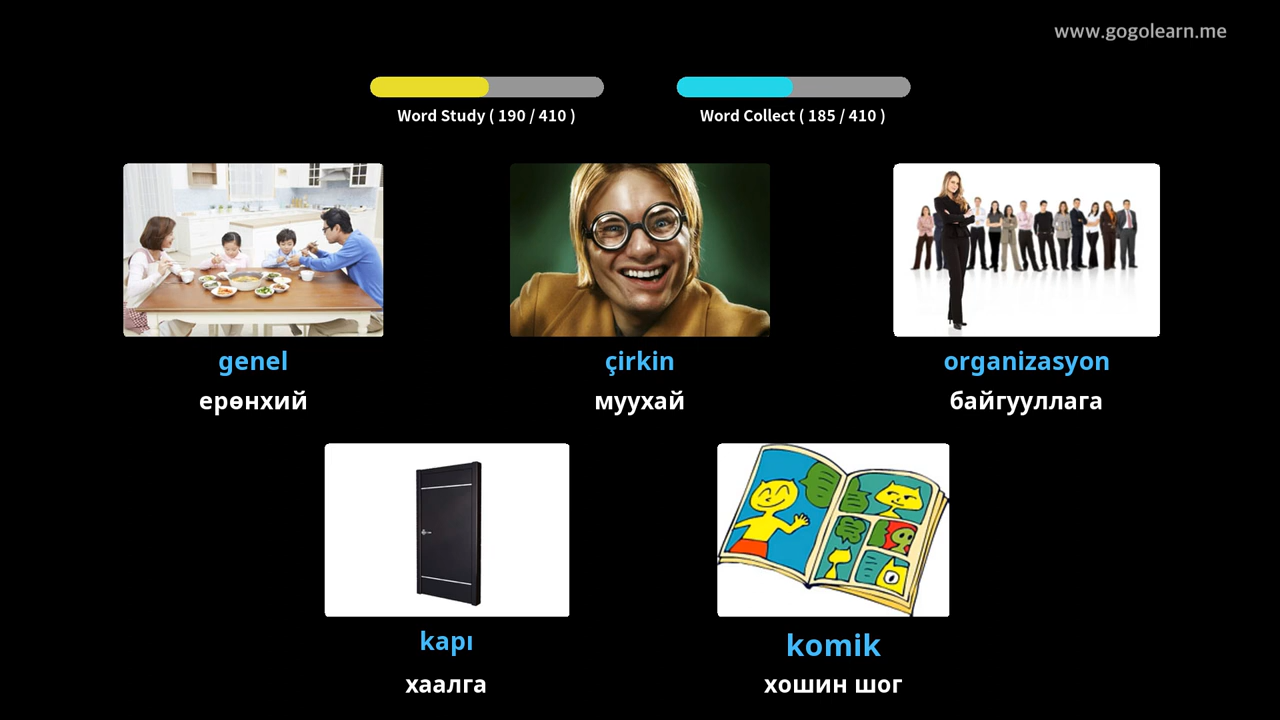 www.gogolearn.me
Word Study ( 190 / 410 )
Word Collect ( 185 / 410 )
genel
ерөнхий
çirkin
муухай
organizasyon
байгууллага
kapı
хаалга
komik
хошин шог